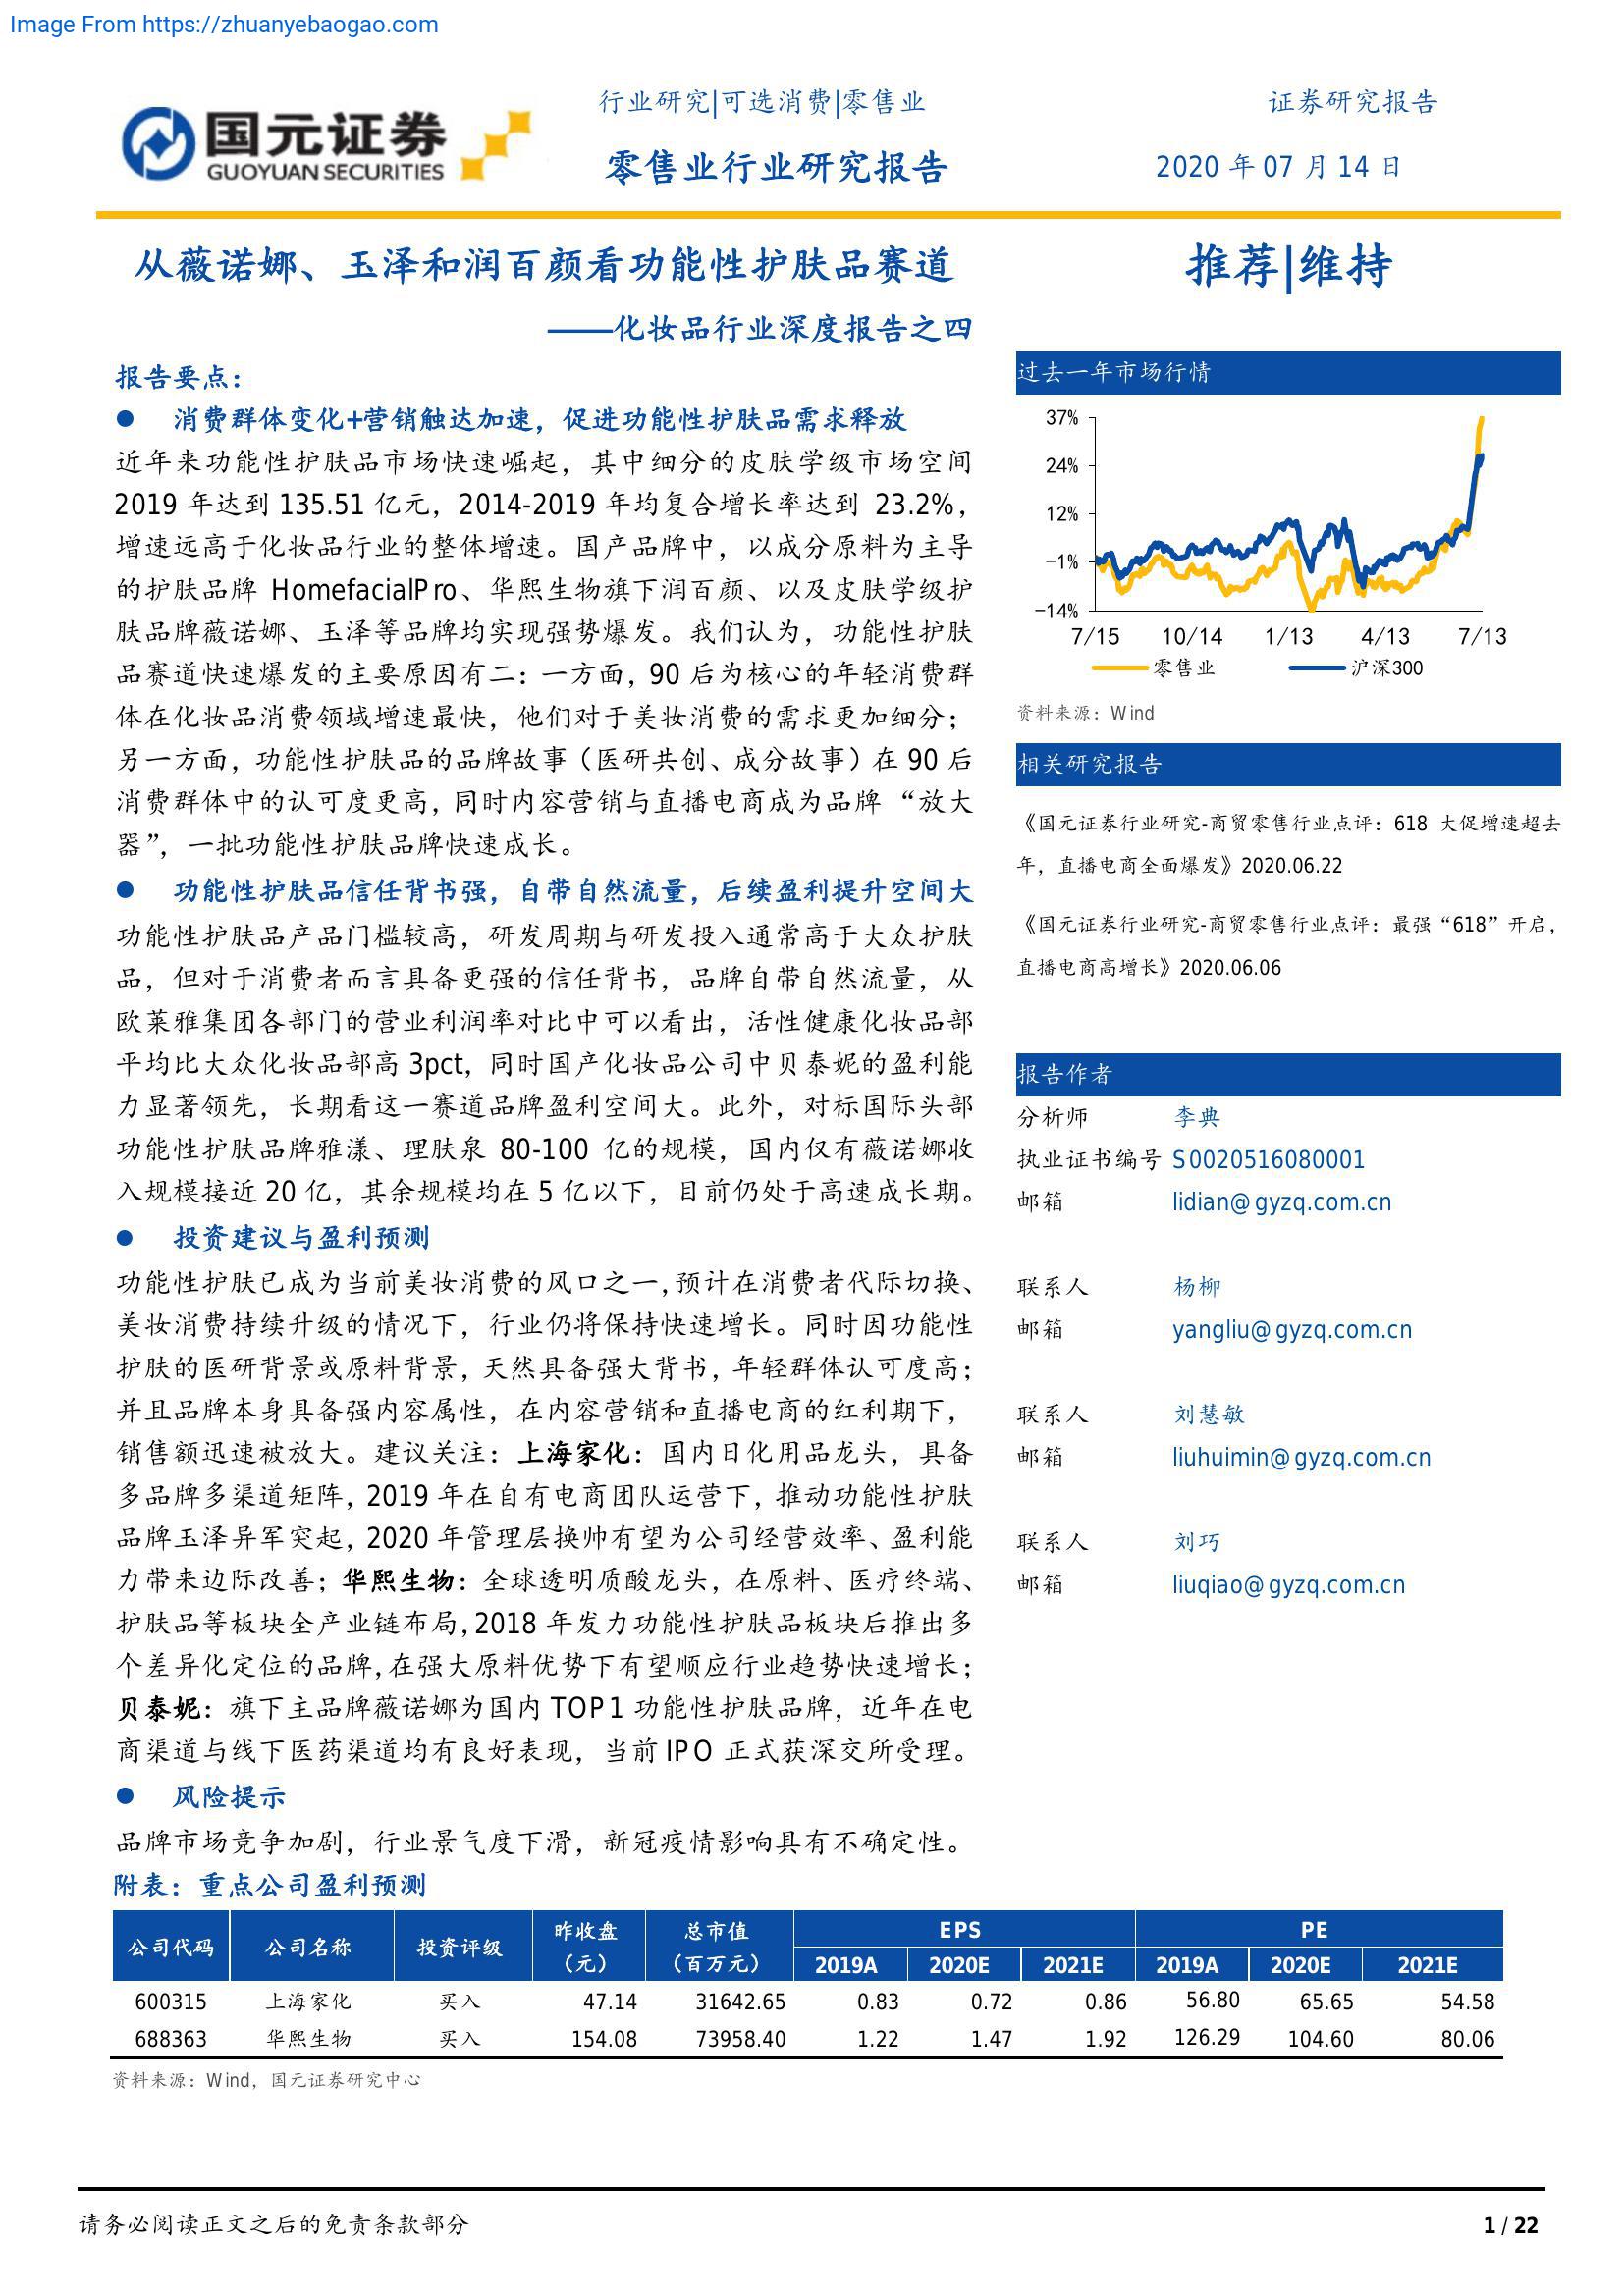 Image From https://zhuanyebaogao.com
国元证券
GUOYUAN SECURITIES
行业研究|可选消费|零售业
证券研究报告
零售业行业研究报告
2020 年 07 月 14 日
从薇诺娜、玉泽和润百颜看功能性护肤品赛道
——化妆品行业深度报告之四
推荐|维持
报告要点：
● 消费群体变化+营销触达加速，促进功能性护肤品需求释放
近年来功能性护肤品市场快速崛起，其中细分的皮肤学级市场空间
2019 年达到 135.51 亿元，2014-2019 年均复合增长率达到 23.2%，
增速远高于化妆品行业的整体增速。国产品牌中，以成分原料为主导
的护肤品牌 HomefacialPro、华熙生物旗下润百颜、以及皮肤学级护
肤品牌薇诺娜、玉泽等品牌均实现强势爆发。我们认为，功能性护肤
品赛道快速爆发的主要原因有二：一方面，90 后为核心的年轻消费群
体在化妆品消费领域增速最快，他们对于美妆消费的需求更加细分；
另一方面，功能性护肤品的品牌故事（医研共创、成分故事）在 90 后
消费群体中的认可度更高，同时内容营销与直播电商成为品牌 “放大
器”，一批功能性护肤品牌快速成长。
● 功能性护肤品信任背书强，自带自然流量，后续盈利提升空间大
功能性护肤品产品门槛较高，研发周期与研发投入通常高于大众护肤
品，但对于消费者而言具备更强的信任背书，品牌自带自然流量，从
欧莱雅集团各部门的营业利润率对比中可以看出，活性健康化妆品部
平均比大众化妆品部高 3pct，同时国产化妆品公司中贝泰妮的盈利能
力显著领先，长期看这一赛道品牌盈利空间大。此外，对标国际头部
功能性护肤品牌雅漾、理肤泉 80-100 亿的规模，国内仅有薇诺娜收
入规模接近 20 亿，其余规模均在 5 亿以下，目前仍处于高速成长期。
● 投资建议与盈利预测
功能性护肤已成为当前美妆消费的风口之一，预计在消费者代际切换、
美妆消费持续升级的情况下，行业仍将保持快速增长。同时因功能性
护肤的医研背景或原料背景，天然具备强大背书，年轻群体认可度高；
并且品牌本身具备强内容属性，在内容营销和直播电商的红利期下，
销售额迅速被放大。建议关注：上海家化：国内日化用品龙头，具备
多品牌多渠道矩阵，2019 年在自有电商团队运营下，推动功能性护肤
品牌玉泽异军突起，2020 年管理层换帅有望为公司经营效率、盈利能
力带来边际改善；华熙生物：全球透明质酸龙头，在原料、医疗终端、
护肤品等板块全产业链布局，2018 年发力功能性护肤品板块后推出多
个差异化定位的品牌，在强大原料优势下有望顺应行业趋势快速增长；
贝泰妮：旗下主品牌薇诺娜为国内 TOP1 功能性护肤品牌，近年在电
商渠道与线下医药渠道均有良好表现，当前 IPO 正式获深交所受理。
● 风险提示
品牌市场竞争加剧，行业景气度下滑，新冠疫情影响具有不确定性。
过去一年市场行情
37%
24%
12%
-1%
-14%
7/15 10/14 1/13 4/13 7/13
零售业 沪深300
资料来源：Wind
相关研究报告
《国元证券行业研究-商贸零售行业点评：618 大促增速超去
年，直播电商全面爆发》2020.06.22
《国元证券行业研究-商贸零售行业点评：最强“618”开启，
直播电商高增长》2020.06.06
报告作者
分析师 李典
执业证书编号 S0020516080001
邮箱 lidian@gyzq.com.cn
联系人 杨柳
邮箱 yangliu@gyzq.com.cn
联系人 刘慧敏
邮箱 liuhuimin@gyzq.com.cn
联系人 刘巧
邮箱 liuqiao@gyzq.com.cn
附表：重点公司盈利预测
公司代码 公司名称 投资评级 昨收盘（元） 总市值（百万元） EPS PE
2019A 2020E 2021E 2019A 2020E 2021E
600315 上海家化 买入 47.14 31642.65 0.83 0.72 0.86 56.80 65.65 54.58
688363 华熙生物 买入 154.08 73958.40 1.22 1.47 1.92 126.29 104.60 80.06
资料来源：Wind，国元证券研究中心
请务必阅读正文之后的免责条款部分
1 / 22